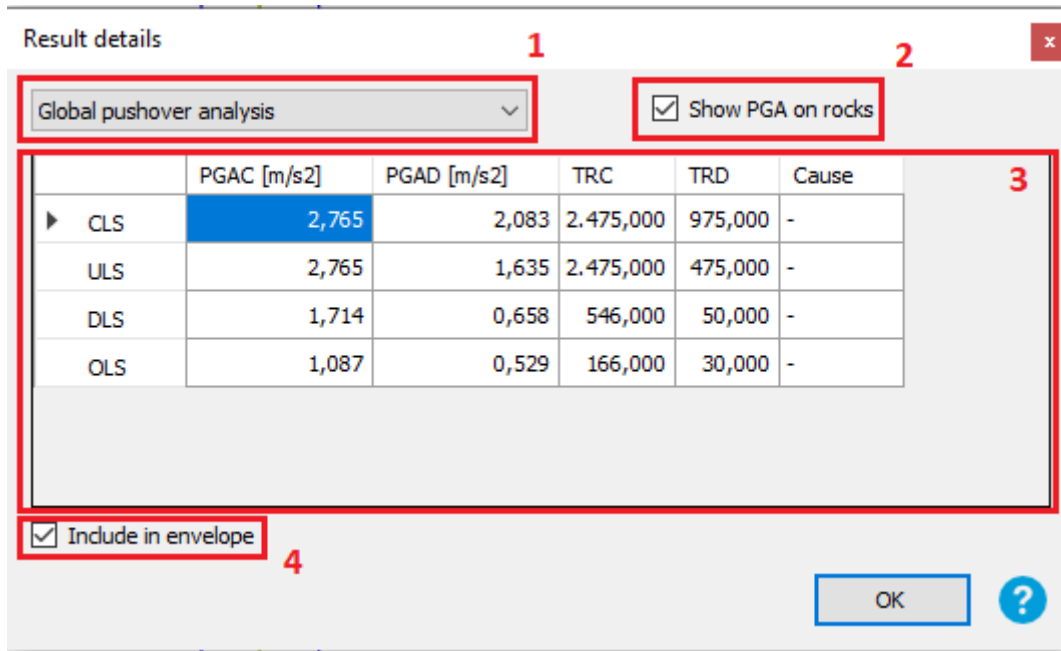 Result details
1
2
x
Global pushover analysis
Show PGA on rocks
PGAC [m/s2] PGAD [m/s2] TRC TRD Cause
3
CLS 2,765 2,083 2.475,000 975,000 -
ULS 2,765 1,635 2.475,000 475,000 -
DLS 1,714 0,658 546,000 50,000 -
OLS 1,087 0,529 166,000 30,000 -
Include in envelope
4
OK
?